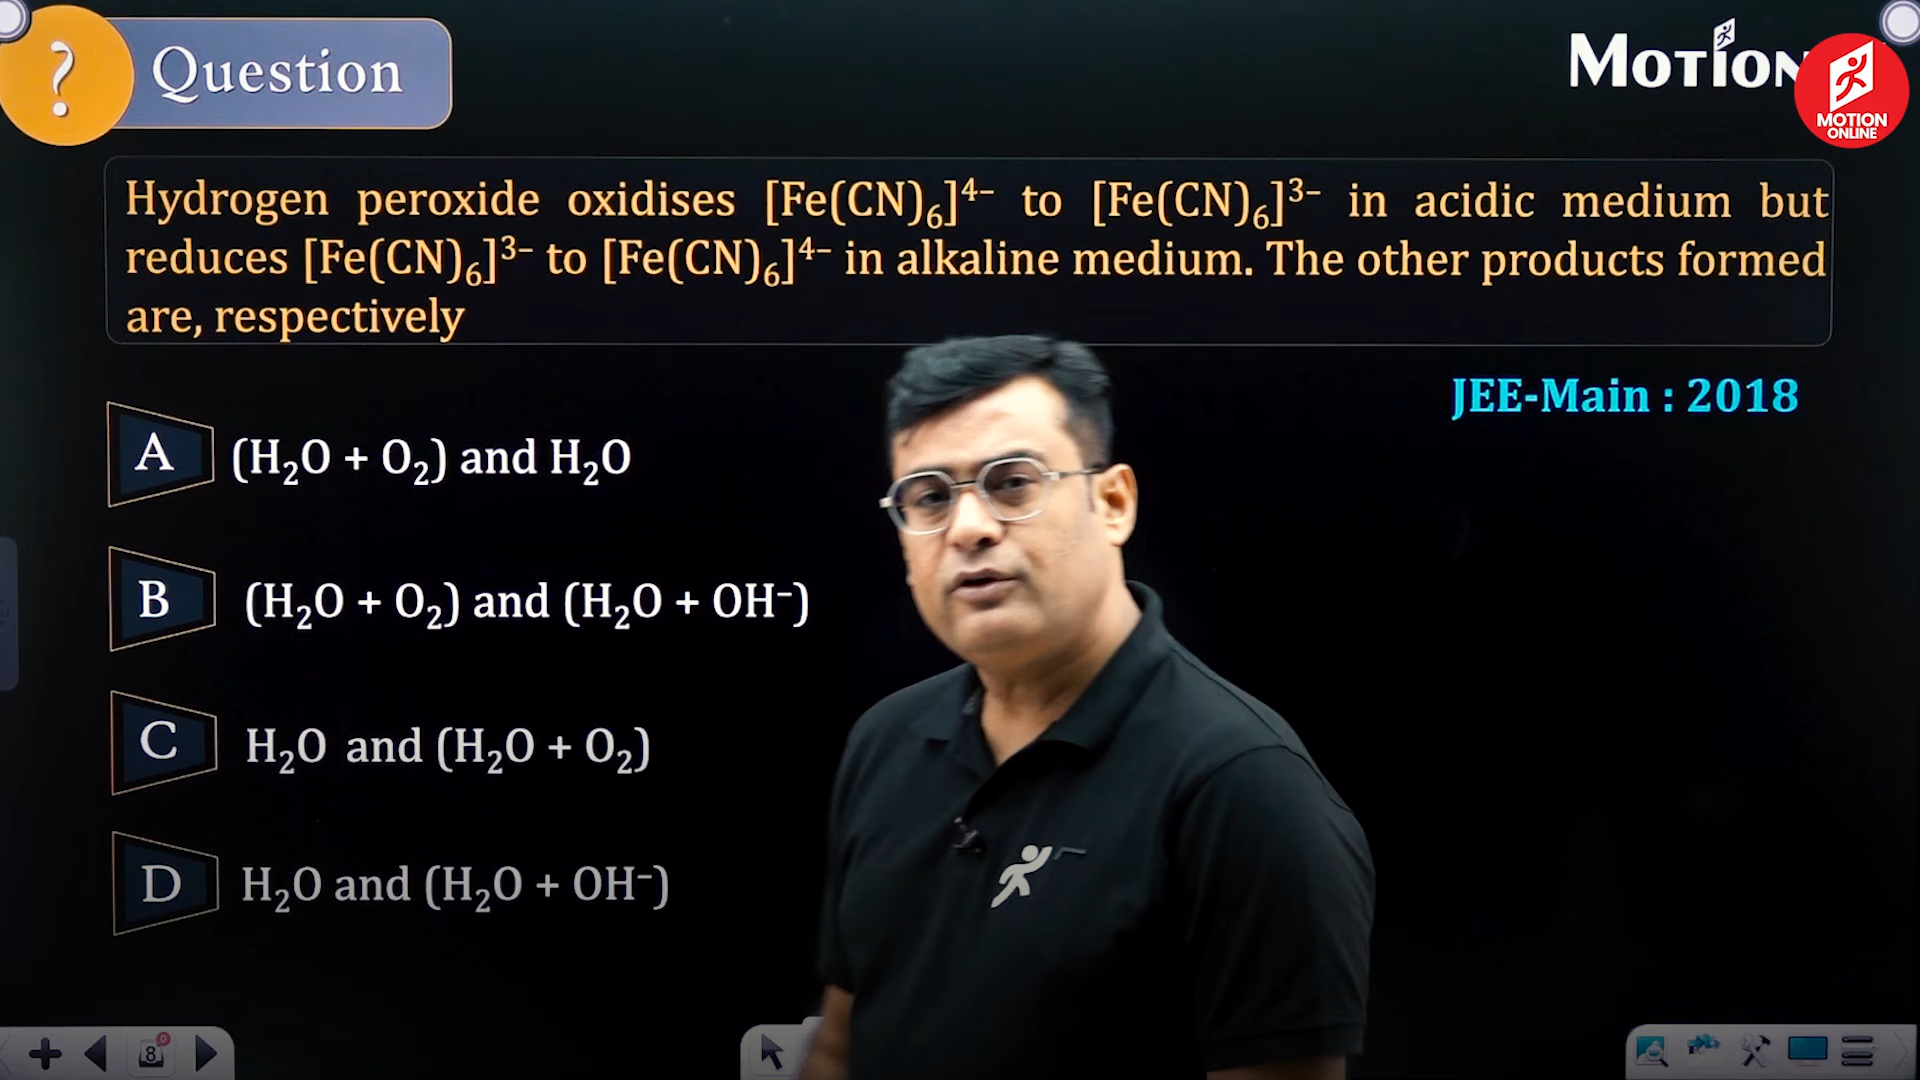 ?
Question
MOTION
MOTION
ONLINE
Hydrogen peroxide oxidises [Fe(CN)₆]⁴⁻ to [Fe(CN)₆]³⁻ in acidic medium but
reduces [Fe(CN)₆]³⁻ to [Fe(CN)₆]⁴⁻ in alkaline medium. The other products formed
are, respectively
JEE-Main : 2018
A (H₂O + O₂) and H₂O
B (H₂O + O₂) and (H₂O + OH⁻)
C H₂O and (H₂O + O₂)
D H₂O and (H₂O + OH⁻)
8
0